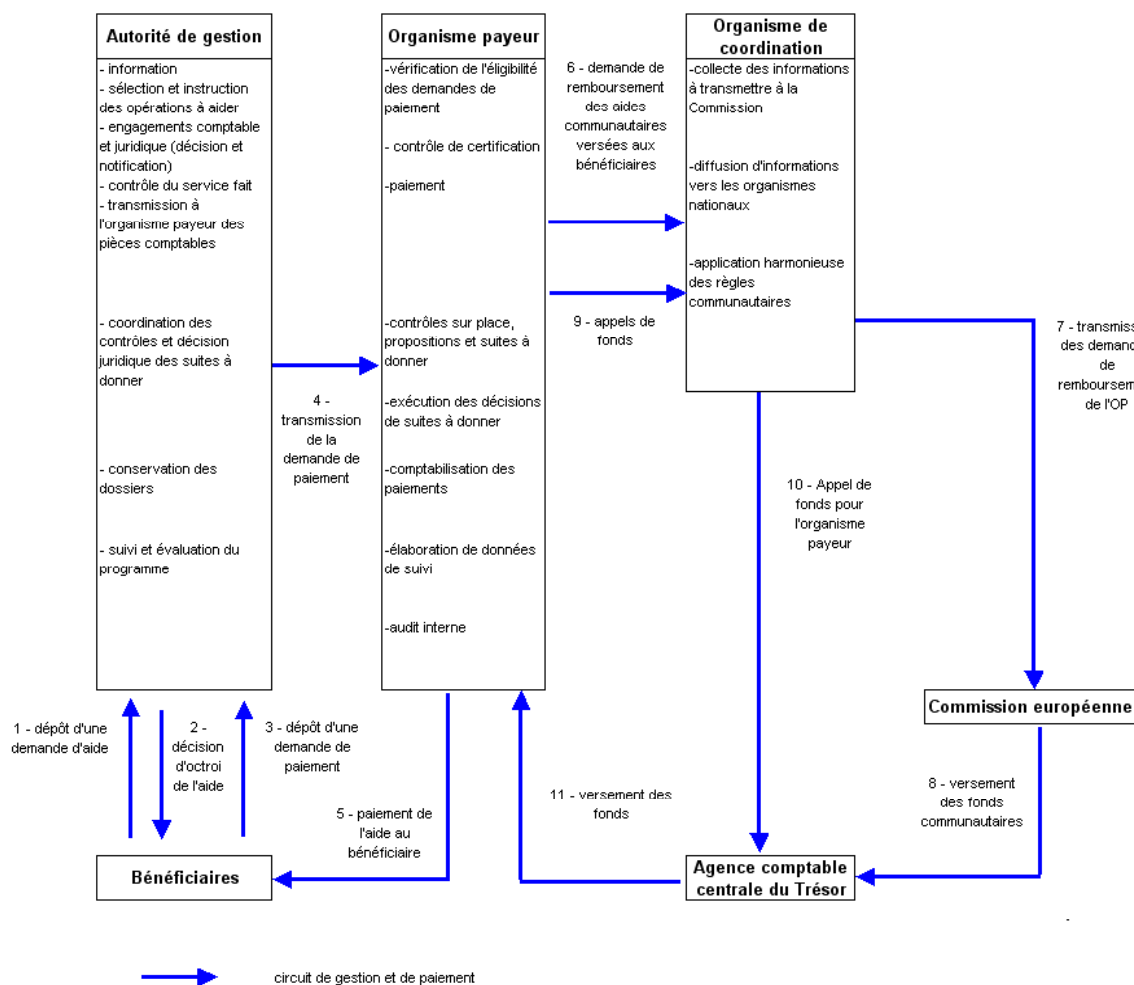 Autorité de gestion
- information
- sélection et instruction
des opérations à aider
- engagements comptable
et juridique (décision et
notification)
- contrôle du service fait
- transmission à
l'organisme payeur des
pièces comptables
- coordination des
contrôles et décision
juridique des suites à
donner
- conservation des
dossiers
- suivi et évaluation du
programme
Organisme payeur
-vérification de l'éligibilité
des demandes de
paiement
- contrôle de certification
-paiement
-contrôles sur place,
propositions et suites à
donner
-exécution des décisions
de suites à donner
-comptabilisation des
paiements
-élaboration de données
de suivi
-audit interne
Organisme de
coordination
-collecte des informations
à transmettre à la
Commission
-diffusion d'informations
vers les organismes
nationaux
-application harmonieuse
des règles
communautaires
6 - demande de
remboursement
des aides
communautaires
versées aux
bénéficiaires
9 - appels de
fonds
4 -
transmission
de la
demande de
paiement
7 - transmiss
des demand
de
rembourseme
de l'OP
10 - Appel de
fonds pour
l'organisme
payeur
Commission européenne
1 - dépôt d'une
demande d'aide
2 -
décision
d'octroi
de l'aide
3 - dépôt d'une
demande de
paiement
5 - paiement de
l'aide au
bénéficiaire
11 - versement des
fonds
8 - versement
des fonds
communautaires
Bénéficiaires
Agence comptable
centrale du Trésor
circuit de gestion et de paiement